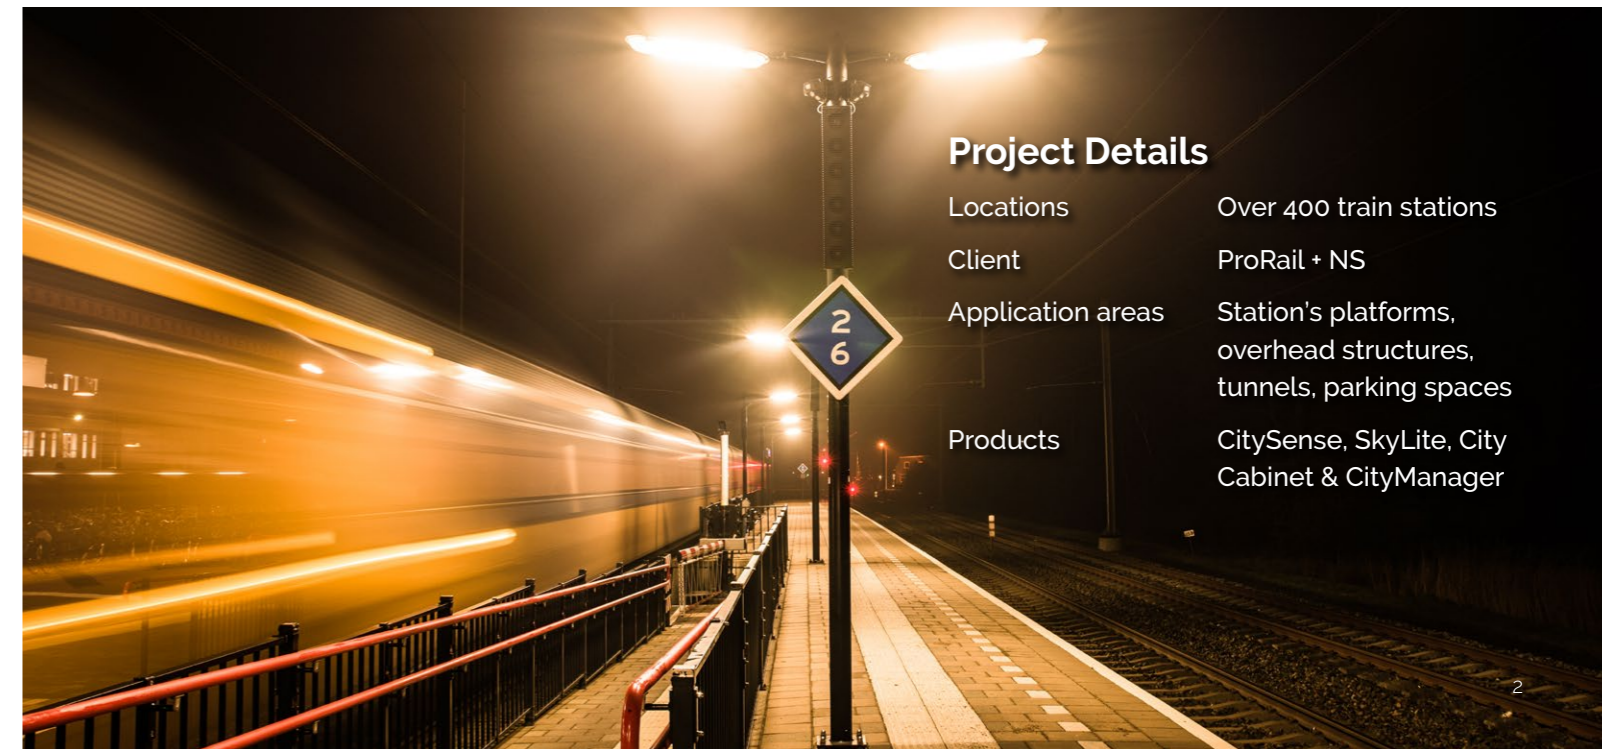 Project Details
Locations
Over 400 train stations
Client
ProRail + NS
Application areas
Station’s platforms,
overhead structures,
tunnels, parking spaces
Products
CitySense, SkyLite, City
Cabinet & CityManager
2
6
2